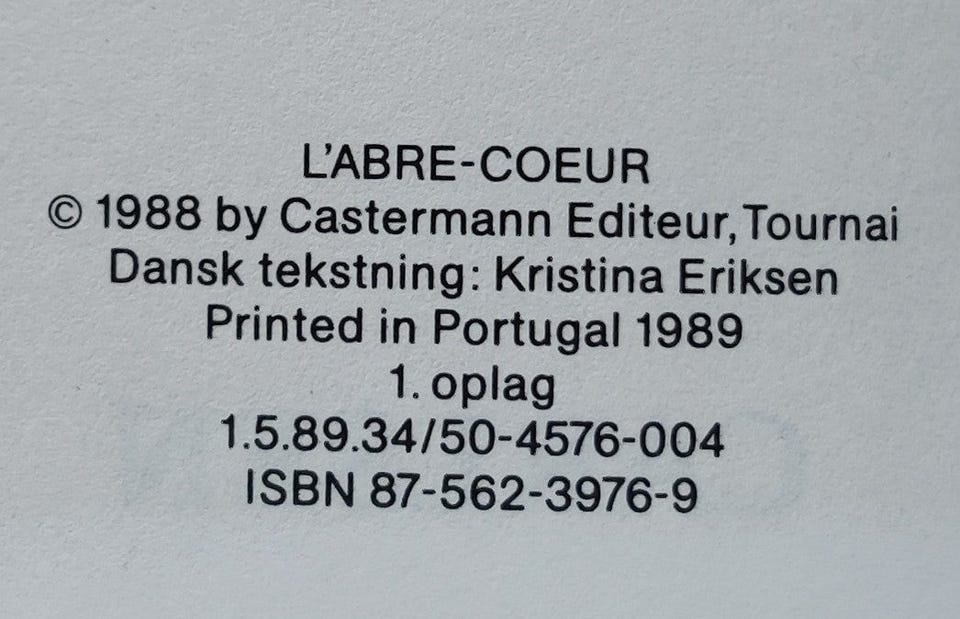 L'ABRE-COEUR
© 1988 by Castermann Editeur, Tournai
Dansk tekstning: Kristina Eriksen
Printed in Portugal 1989
1. oplag
1.5.89.34/50-4576-004
ISBN 87-562-3976-9